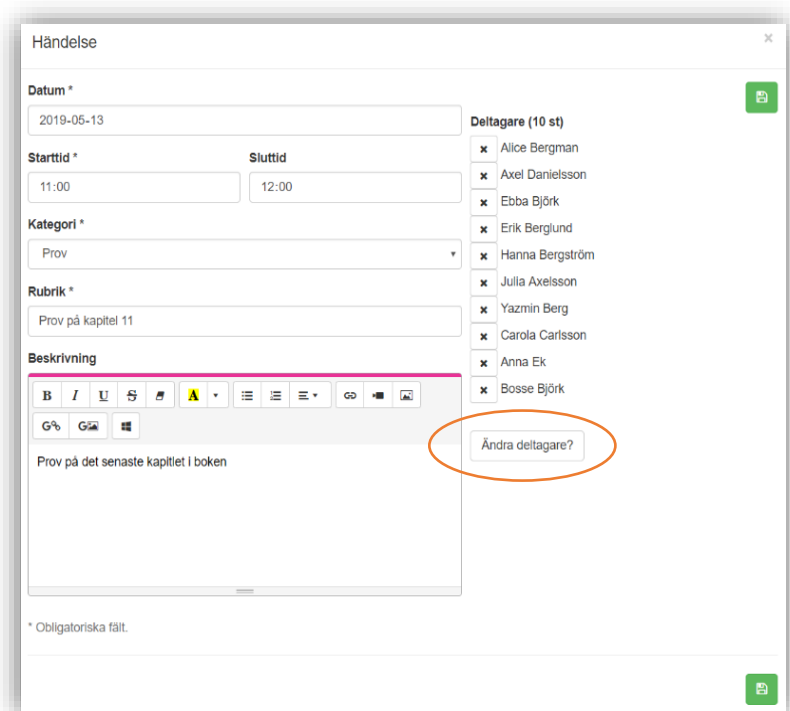 Händelse
×
Datum *
2019-05-13
Starttid *
Sluttid
11:00
12:00
Kategori *
Prov
Rubrik *
Prov på kapitel 11
Beskrivning
B I U S A
G G
Prov på det senaste kapitlet i boken
* Obligatoriska fält.
Deltagare (10 st)
× Alice Bergman
× Axel Danielsson
× Ebba Björk
× Erik Berglund
× Hanna Bergström
× Julia Axelsson
× Yazmin Berg
× Carola Carlsson
× Anna Ek
× Bosse Björk
Ändra deltagare?